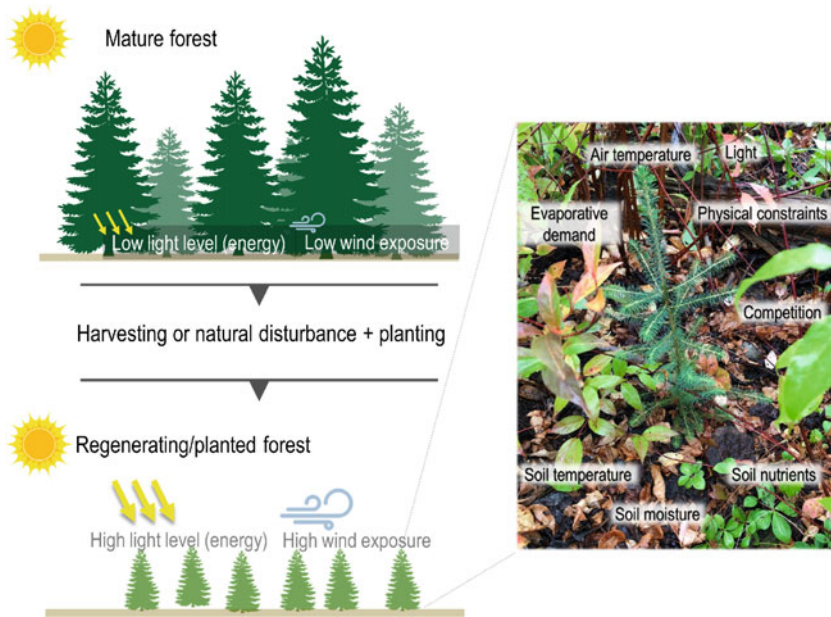 Mature forest
Low light level (energy)
Low wind exposure
Harvesting or natural disturbance + planting
Regenerating/planted forest
High light level (energy)
High wind exposure
Air temperature
Light
Evaporative
demand
Physical constraints
Competition
Soil temperature
Soil nutrients
Soil moisture